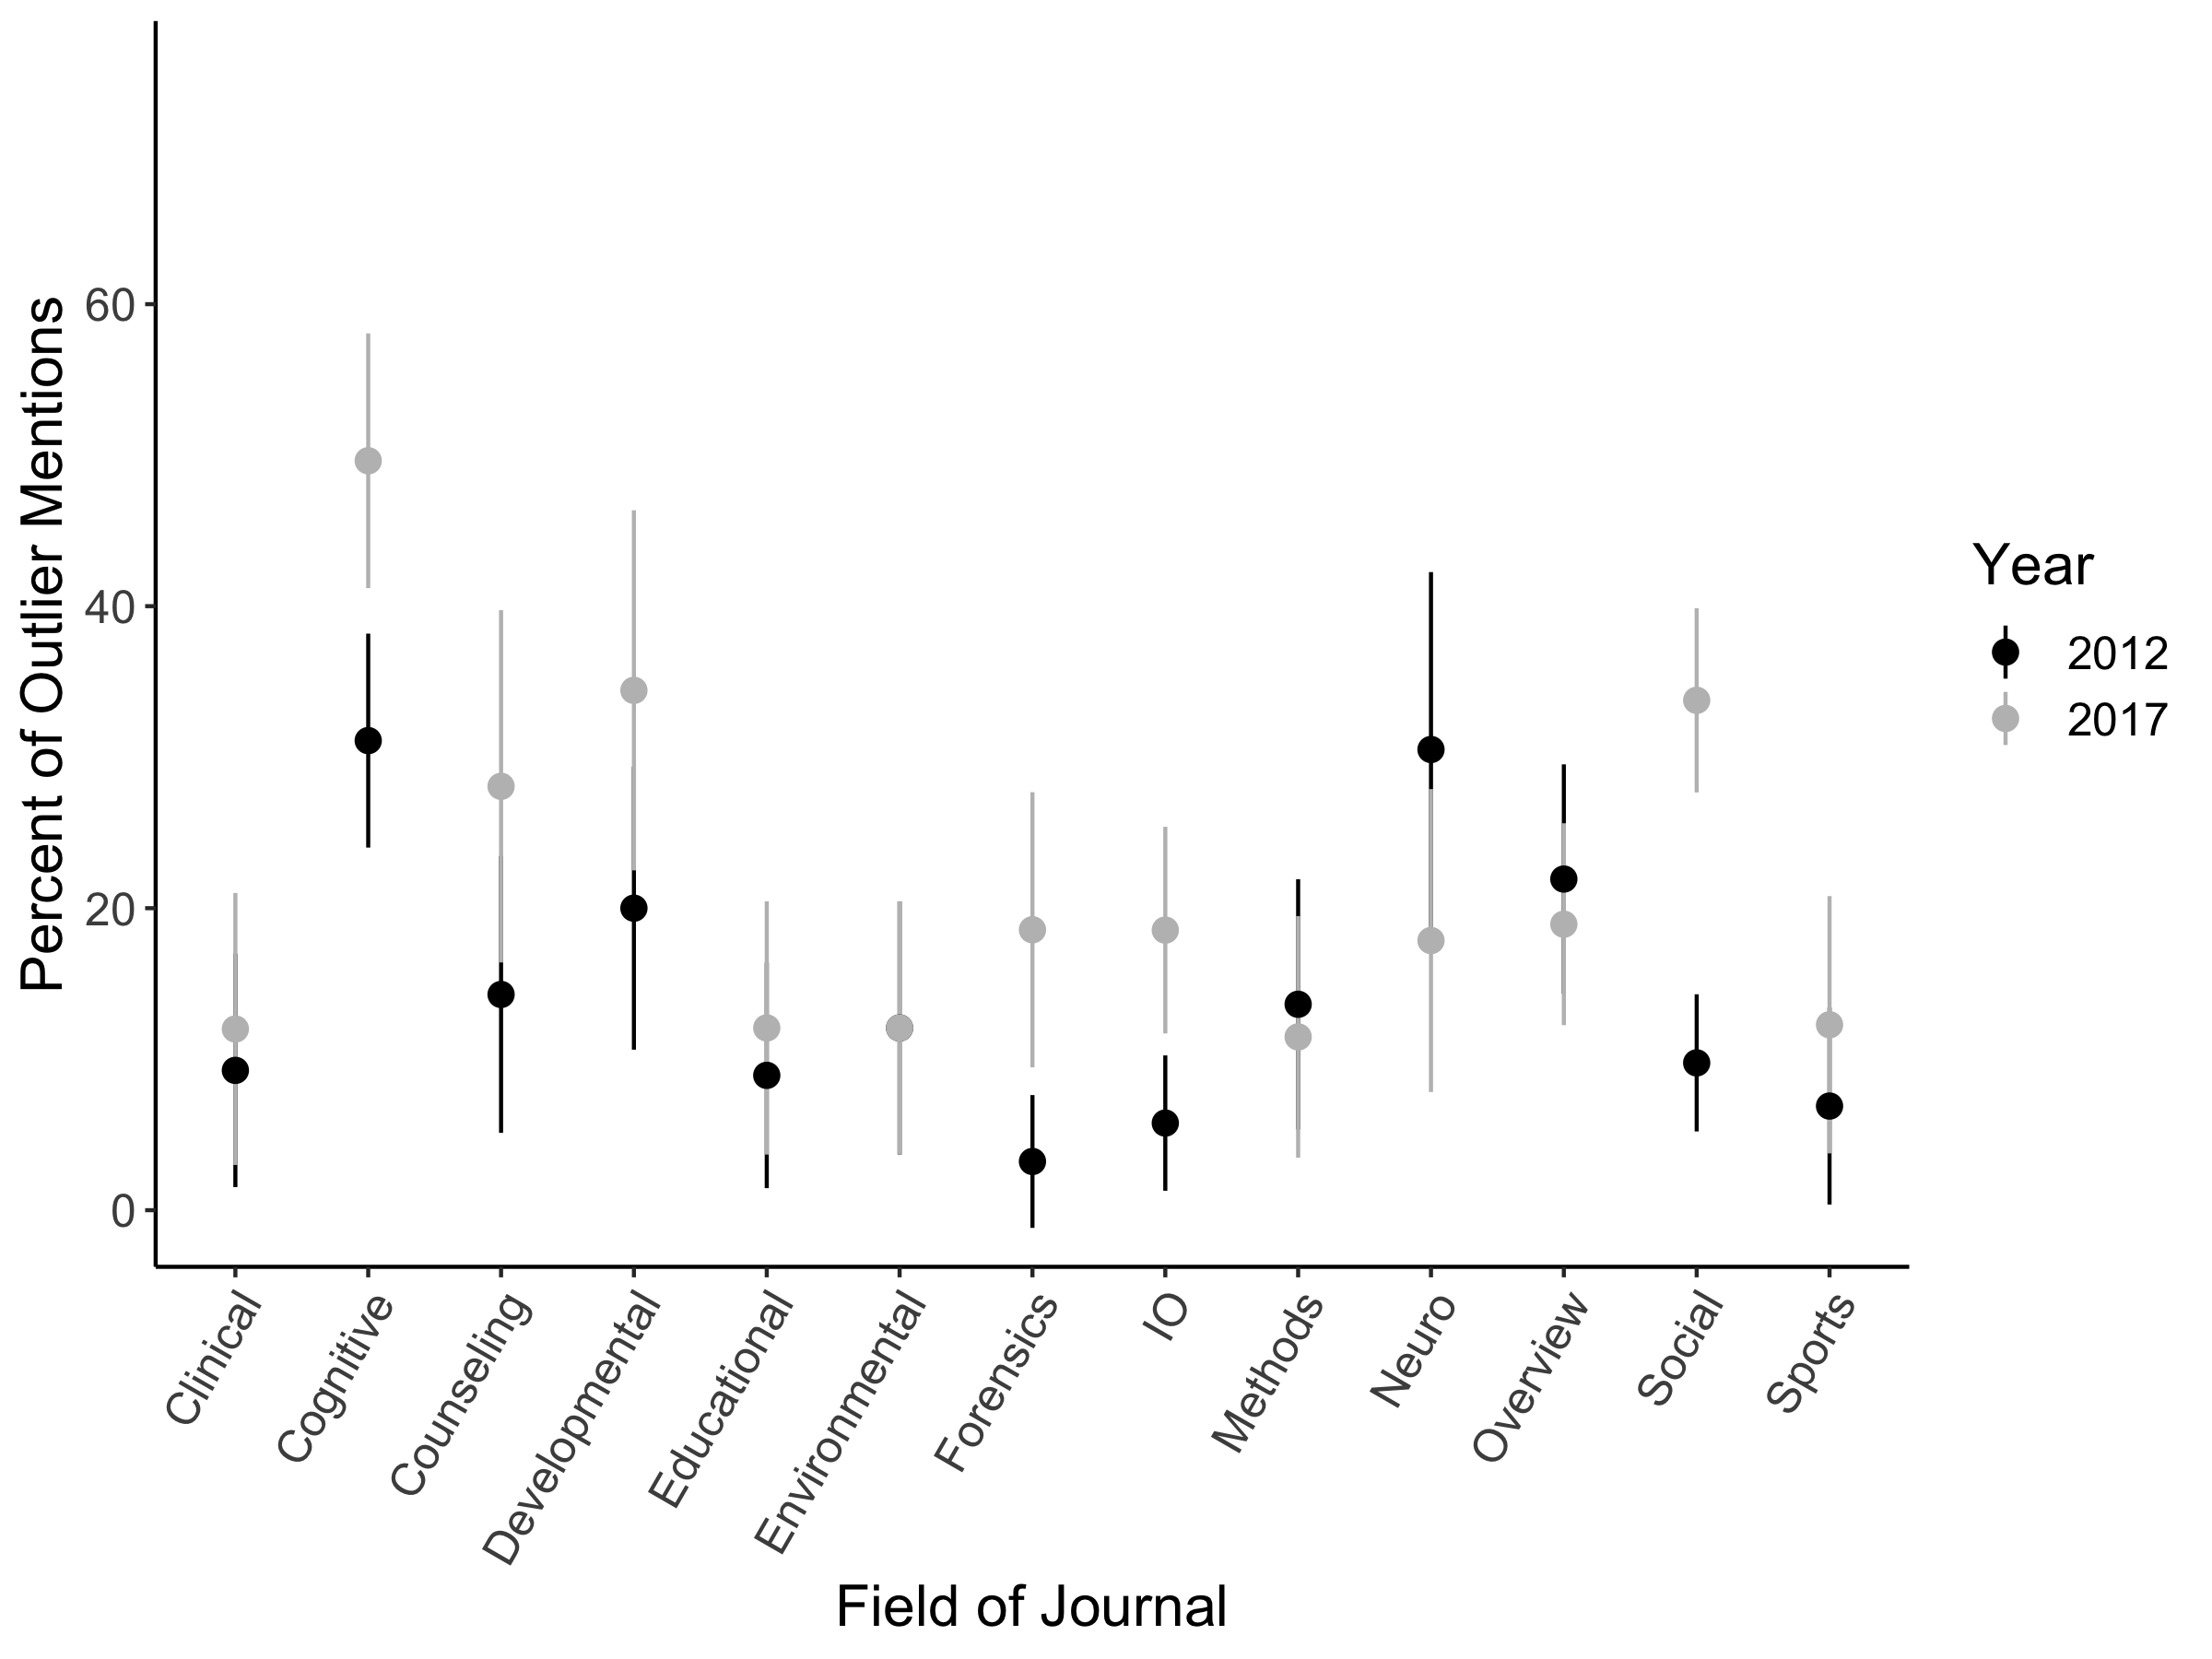 Percent of Outlier Mentions
60
40
20
0
Clinical
Cognitive
Counseling
Developmental
Educational
Environmental
Forensics
IO
Methods
Neuro
Overview
Social
Sports
Field of Journal
Year
2012
2017